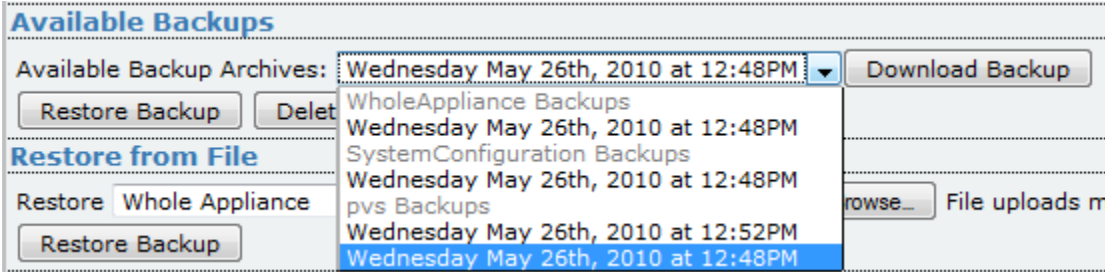 Available Backups
Available Backup Archives: Wednesday May 26th, 2010 at 12:48PM Download Backup
WholeAppliance Backups
Restore Backup Delet
Wednesday May 26th, 2010 at 12:48PM
SystemConfiguration Backups
Restore from File
Wednesday May 26th, 2010 at 12:48PM
Restore Whole Appliance pvs Backups rowse... File uploads m
Wednesday May 26th, 2010 at 12:52PM
Restore Backup
Wednesday May 26th, 2010 at 12:48PM